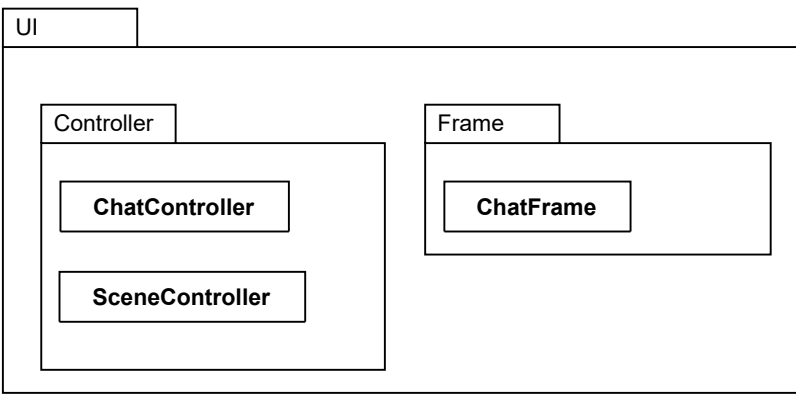 UI
Controller
Frame
ChatController
ChatFrame
SceneController